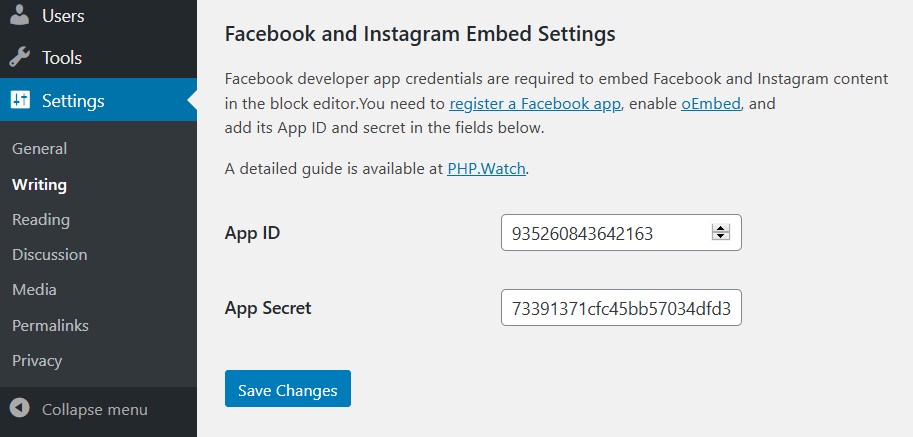 Users
Tools
Settings
General
Writing
Reading
Discussion
Media
Permalinks
Privacy
Collapse menu
Facebook and Instagram Embed Settings
Facebook developer app credentials are required to embed Facebook and Instagram content
in the block editor.You need to register a Facebook app, enable oEmbed, and
add its App ID and secret in the fields below.
A detailed guide is available at PHP.Watch.
App ID 935260843642163
App Secret 73391371cfc45bb57034dfd3
Save Changes